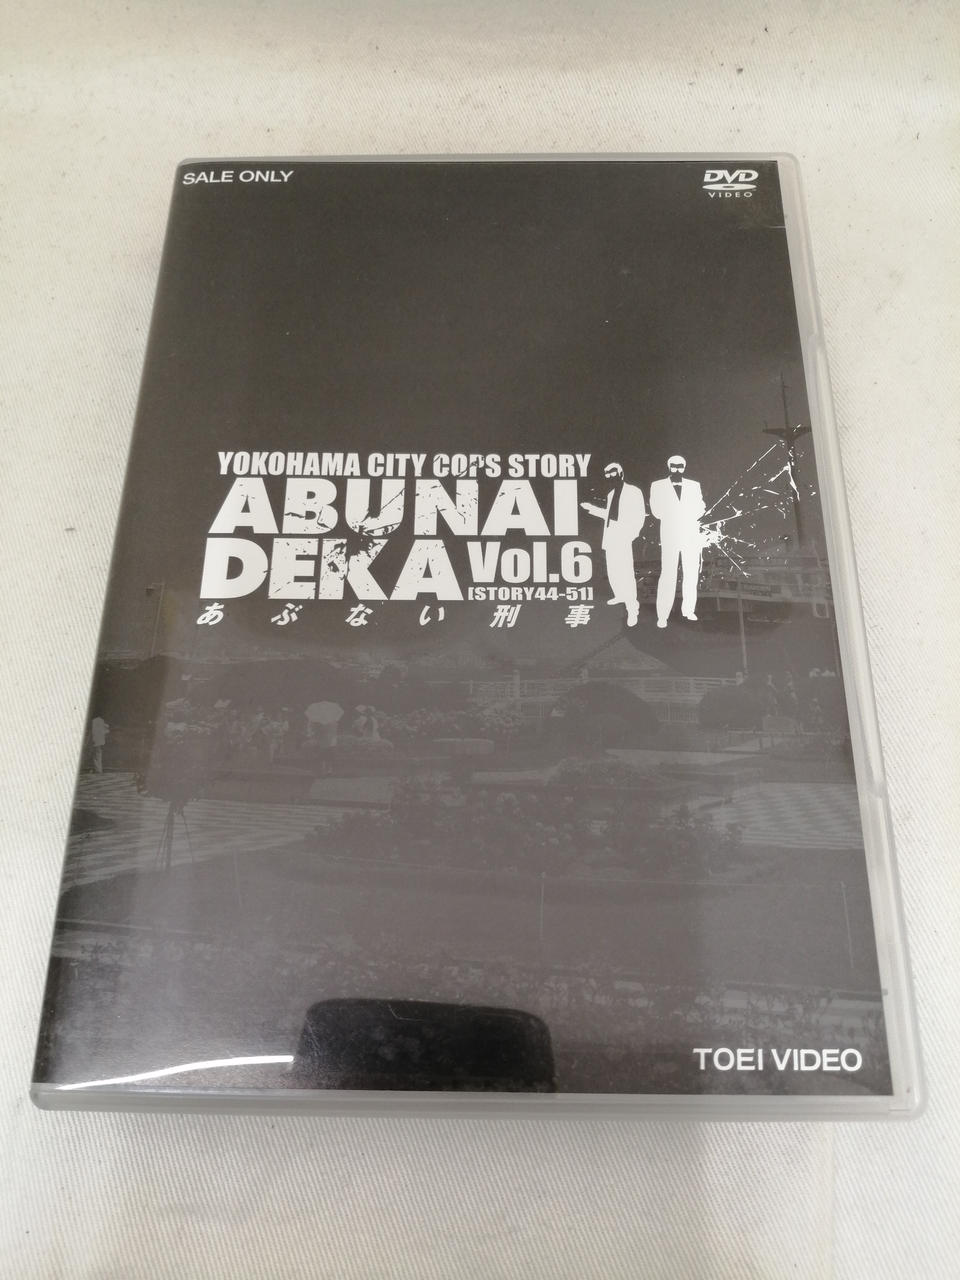 SALE ONLY
DVD
VIDEO
YOKOHAMA CITY COPS STORY
ABUNAI
DEKA Vol.6
[STORY44-51]
あぶない刑事
TOEI VIDEO